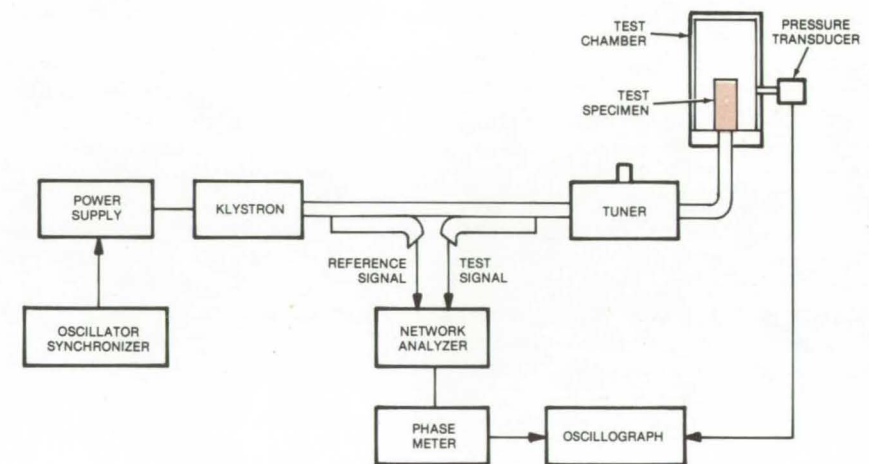 TEST
CHAMBER
PRESSURE
TRANSDUCER
TEST
SPECIMEN
POWER
SUPPLY
KLYSTRON
TUNER
REFERENCE
SIGNAL
TEST
SIGNAL
OSCILLATOR
SYNCHRONIZER
NETWORK
ANALYZER
PHASE
METER
OSCILLOGRAPH